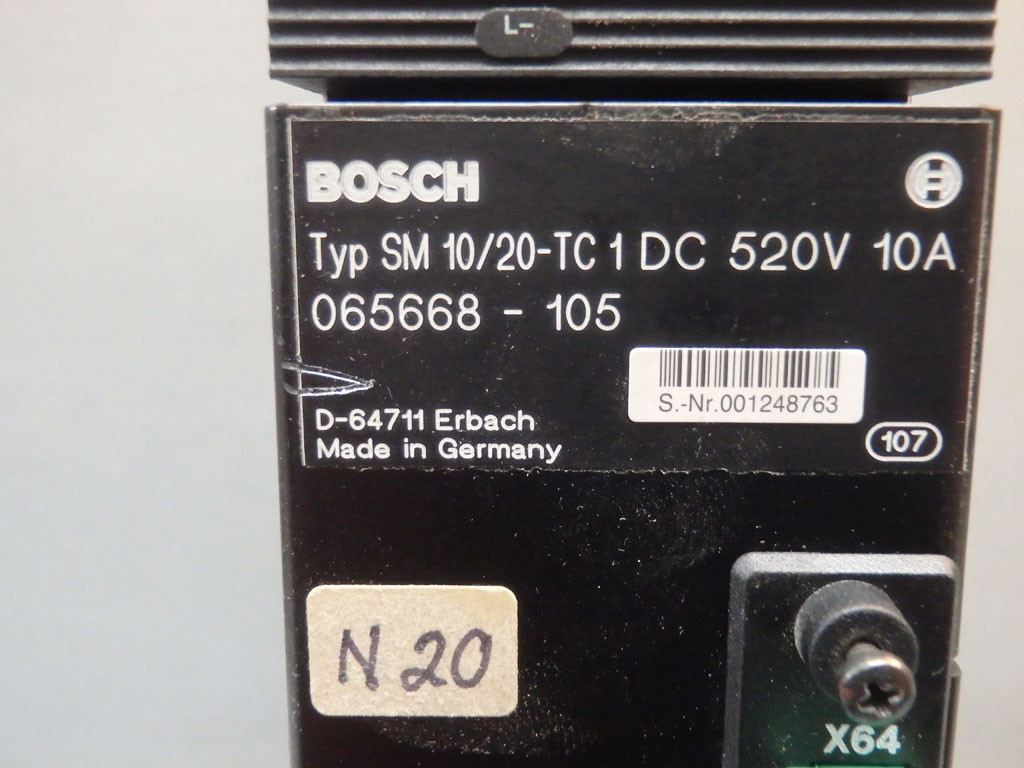 L-
BOSCH
Typ SM 10/20-TC 1 DC 520V 10A
065668 - 105
S.-Nr.001248763
D-64711 Erbach
Made in Germany
107
N 20
X64